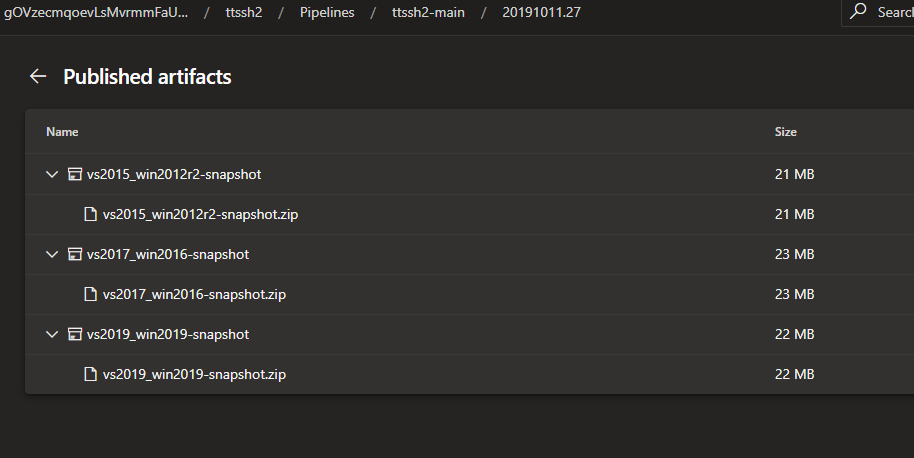 gOVzecmqoevLsMvrmmFaU... / ttssh2 / Pipelines / ttssh2-main / 20191011.27 Search
Published artifacts
Name Size
vs2015_win2012r2-snapshot 21 MB
vs2015_win2012r2-snapshot.zip 21 MB
vs2017_win2016-snapshot 23 MB
vs2017_win2016-snapshot.zip 23 MB
vs2019_win2019-snapshot 22 MB
vs2019_win2019-snapshot.zip 22 MB